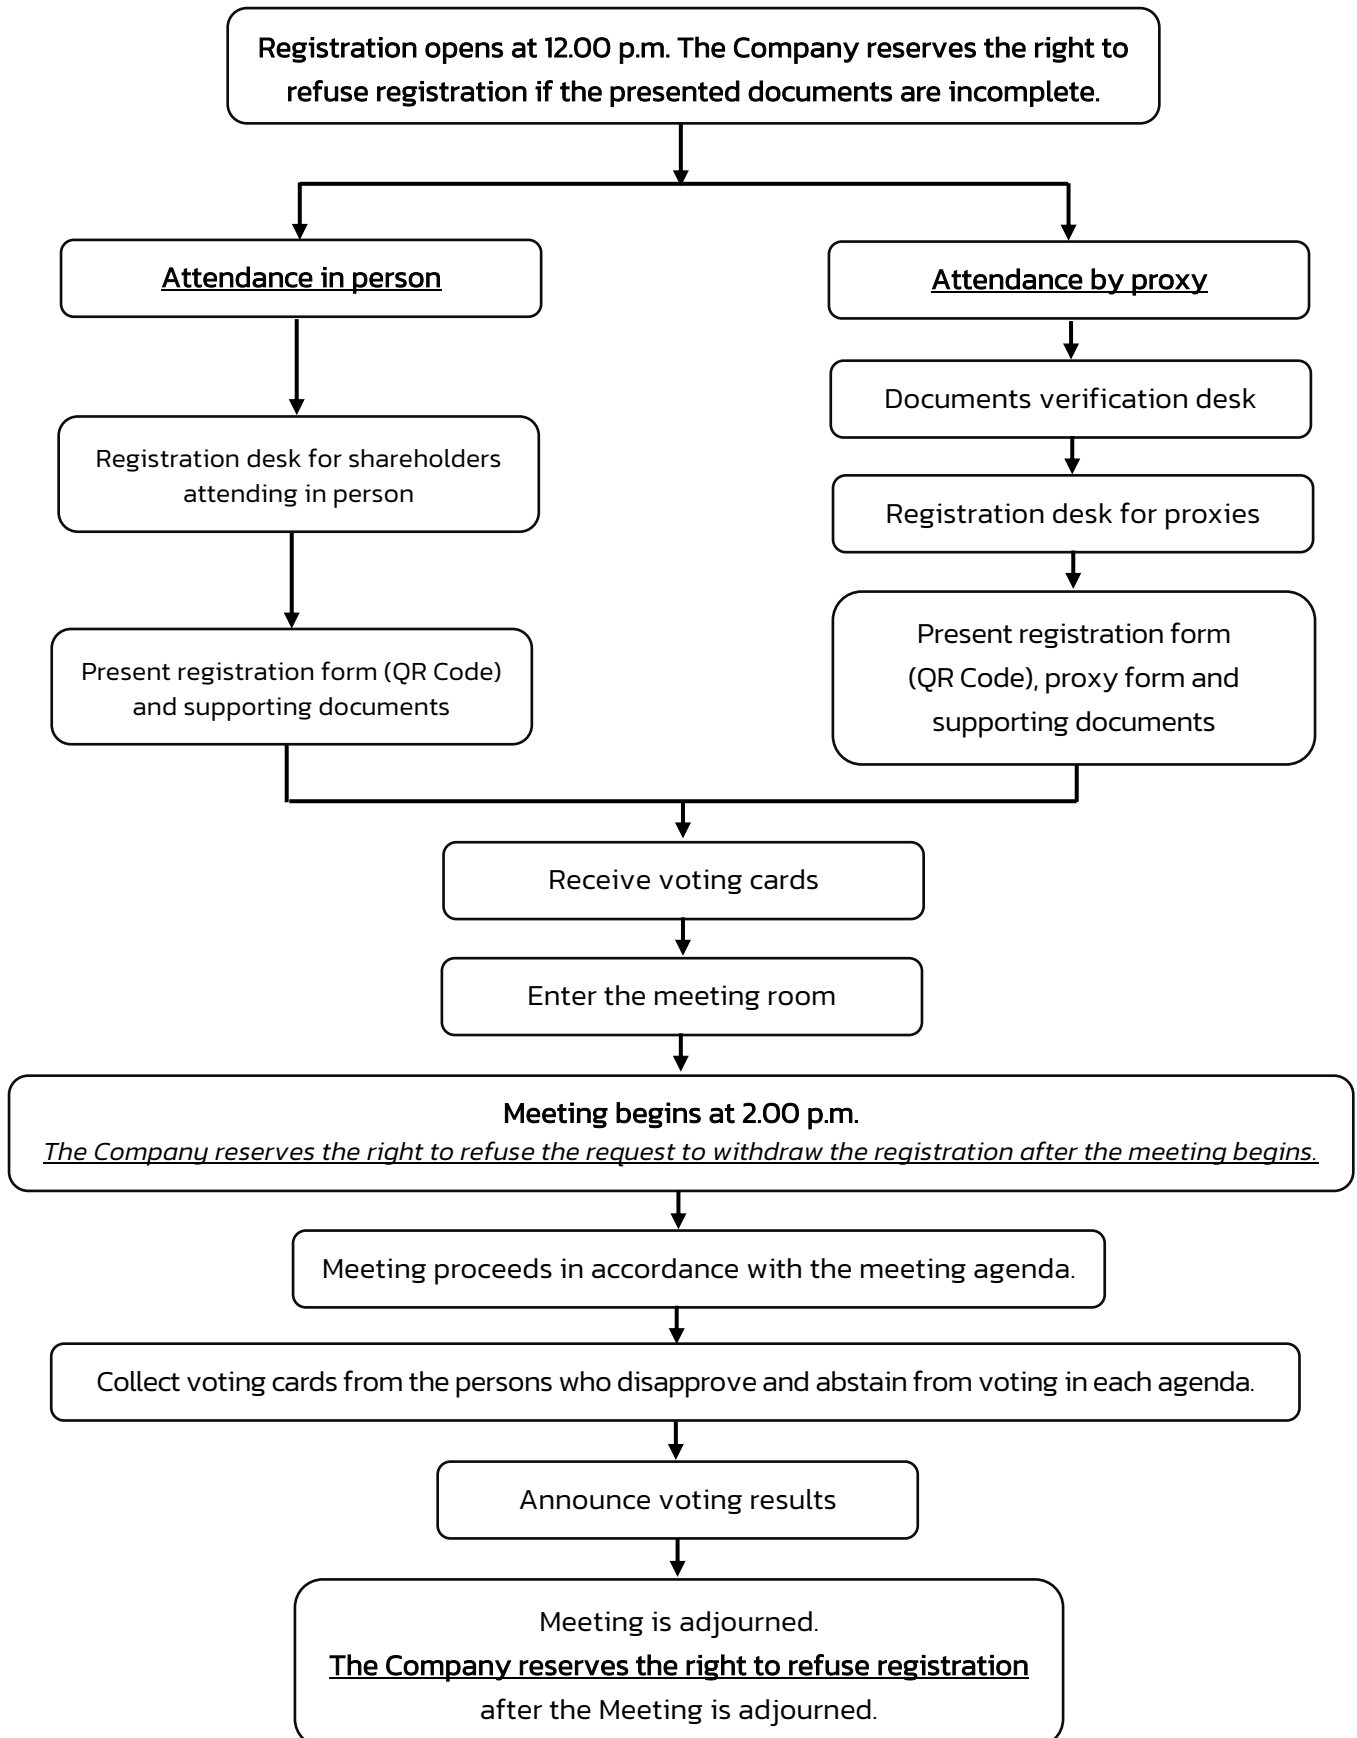 Registration opens at 12.00 p.m. The Company reserves the right to
refuse registration if the presented documents are incomplete.
Attendance in person
Registration desk for shareholders
attending in person
Present registration form (QR Code)
and supporting documents
Attendance by proxy
Documents verification desk
Registration desk for proxies
Present registration form
(QR Code), proxy form and
supporting documents
Receive voting cards
Enter the meeting room
Meeting begins at 2.00 p.m.
The Company reserves the right to refuse the request to withdraw the registration after the meeting begins.
Meeting proceeds in accordance with the meeting agenda.
Collect voting cards from the persons who disapprove and abstain from voting in each agenda.
Announce voting results
Meeting is adjourned.
The Company reserves the right to refuse registration
after the Meeting is adjourned.